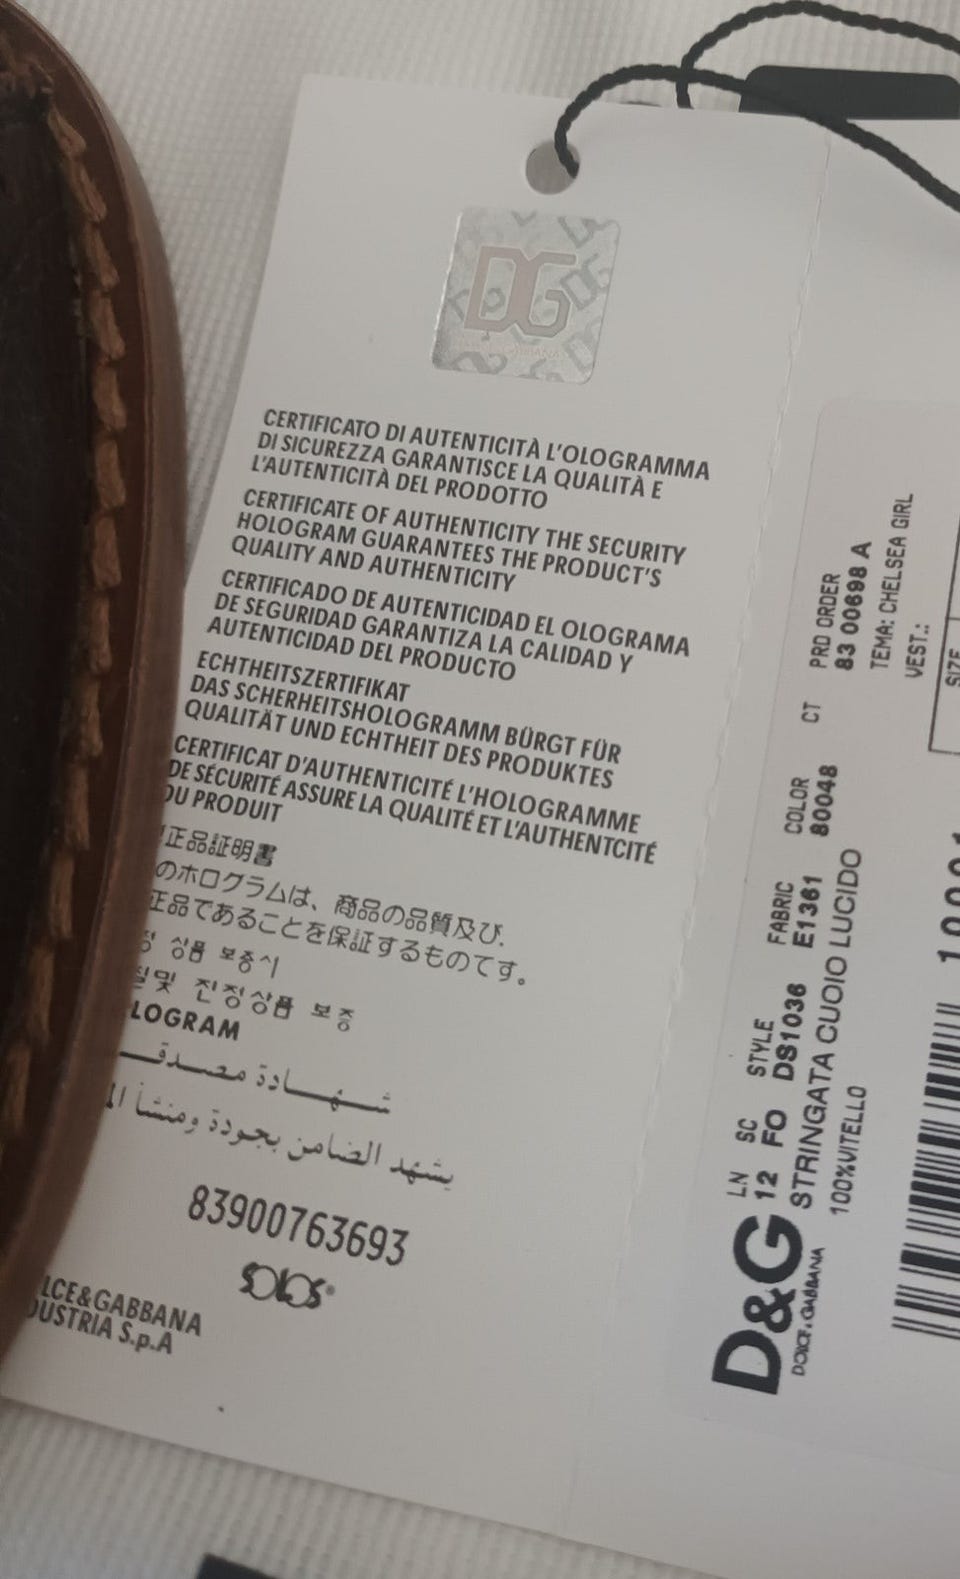 DG
CERTIFICATO DI AUTENTICITÀ L'OLOGRAMMA
DI SICUREZZA GARANTISCE LA QUALITÀ E
L'AUTENTICITÀ DEL PRODOTTO
CERTIFICATE OF AUTHENTICITY THE SECURITY
HOLOGRAM GUARANTEES THE PRODUCT'S
QUALITY AND AUTHENTICITY
CERTIFICADO DE AUTENTICIDAD EL OLOGRAMA
DE SEGURIDAD GARANTIZA LA CALIDAD Y
AUTENTICIDAD DEL PRODUCTO
ECHTHEITSZERTIFIKAT
DAS SCHERHEITSHOLOGRAMM BÜRGT FÜR
QUALITÄT UND ECHTHEIT DES PRODUKTES
CERTIFICAT D'AUTHENTICITÉ L'HOLOGRAMME
DE SÉCURITÉ ASSURE LA QUALITÉ ET L'AUTHENTCITÉ
DU PRODUIT
正品証明書
のホログラムは、商品の品質及び、
正品であることを保証するものてす。
상품 보증시
및 진정상품 보증
LOGRAM
شهادة مصدقـ
يشهد الضامن بجودة ومنشأ
83900763693
SOLOS®
LCE&GABBANA
DUSTRIA S.p.A
D&G
DOLCE & GABBANA
LN SC STYLE FABRIC COLOR CT PRD ORDER
12 FO DS1036 E1361 80048 83 00698 A
STRINGATA CUOIO LUCIDO TEMA: CHELSEA GIRL
100%VITELLO VEST.:
SIZE